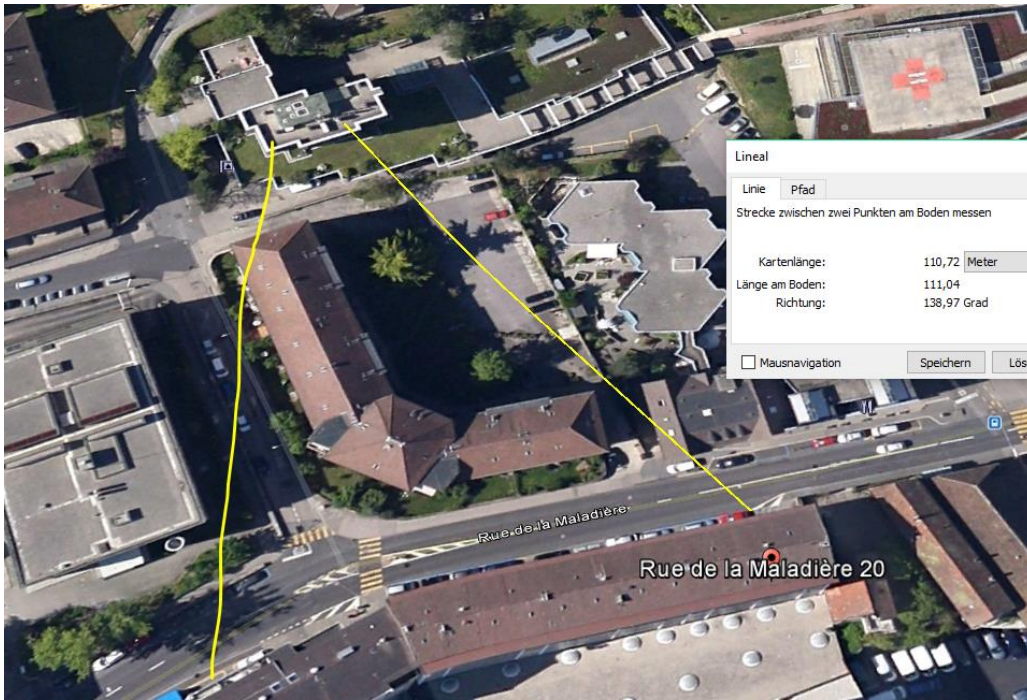 Lineal
Linie Pfad
Strecke zwischen zwei Punkten am Boden messen
Kartenlänge: 110,72 Meter
Länge am Boden: 111,04
Richtung: 138,97 Grad
Mausnavigation Speichern Lös
Rue de la Maladière
Rue de la Maladière 20